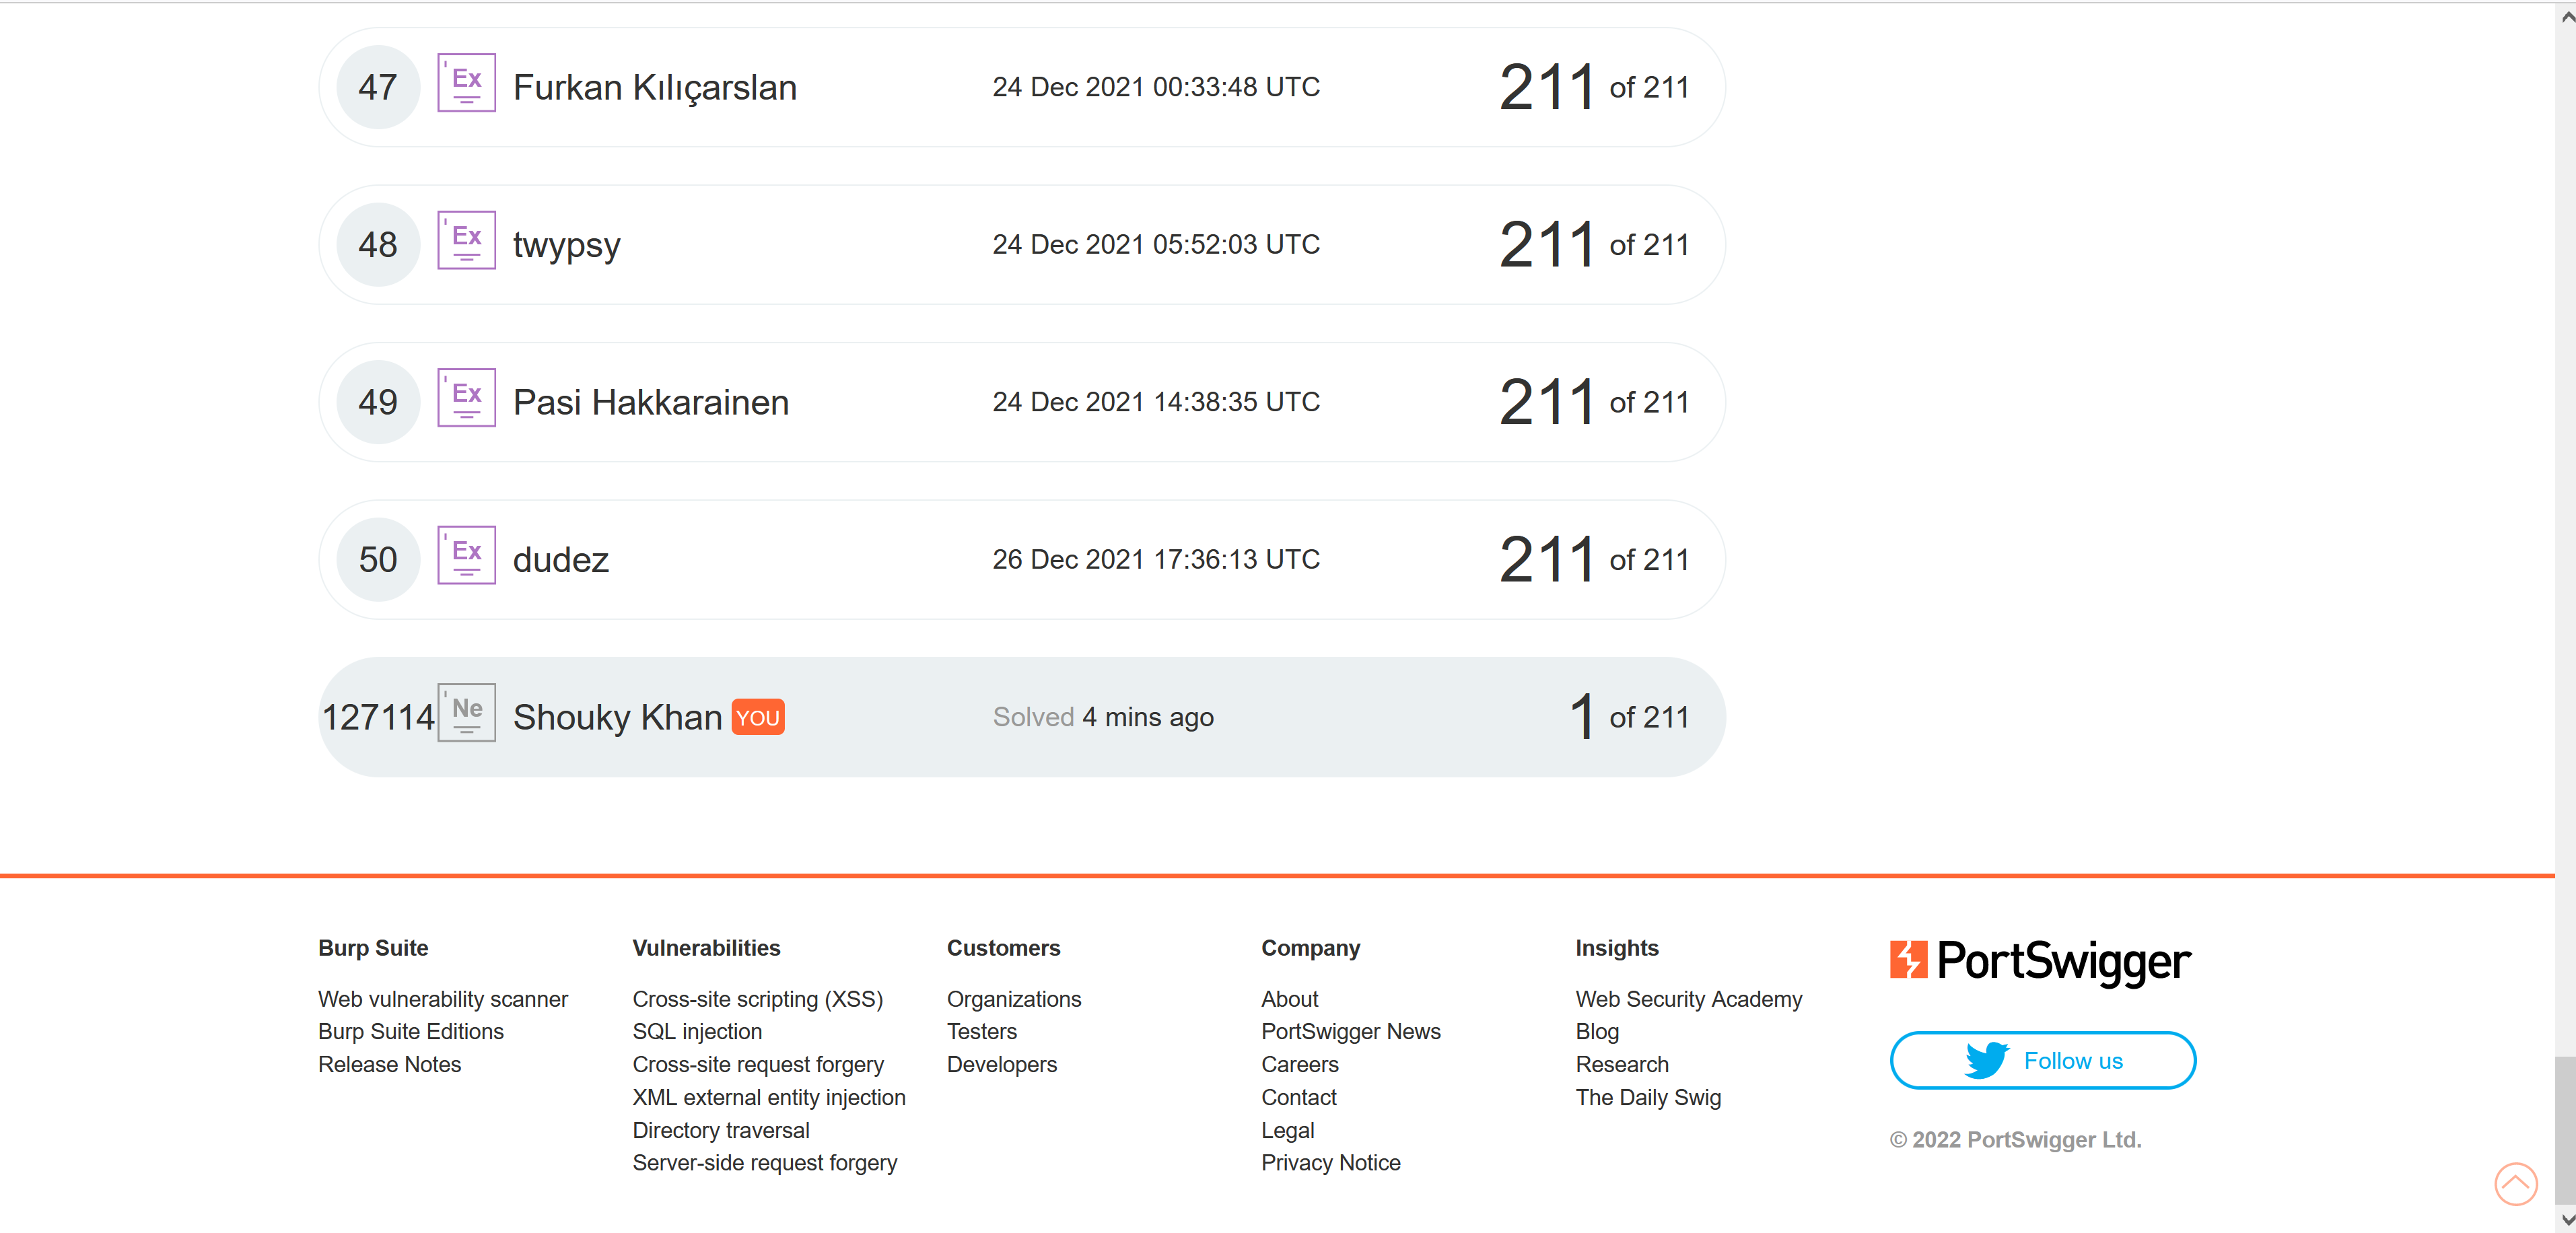 47 Ex Furkan Kılıçarslan 24 Dec 2021 00:33:48 UTC 211 of 211
48 Ex twypsy 24 Dec 2021 05:52:03 UTC 211 of 211
49 Ex Pasi Hakkarainen 24 Dec 2021 14:38:35 UTC 211 of 211
50 Ex dudez 26 Dec 2021 17:36:13 UTC 211 of 211
127114 Ne Shouky Khan YOU Solved 4 mins ago 1 of 211
Burp Suite
Web vulnerability scanner
Burp Suite Editions
Release Notes
Vulnerabilities
Cross-site scripting (XSS)
SQL injection
Cross-site request forgery
XML external entity injection
Directory traversal
Server-side request forgery
Customers
Organizations
Testers
Developers
Company
About
PortSwigger News
Careers
Contact
Legal
Privacy Notice
Insights
Web Security Academy
Blog
Research
The Daily Swig
PortSwigger
Follow us
© 2022 PortSwigger Ltd.